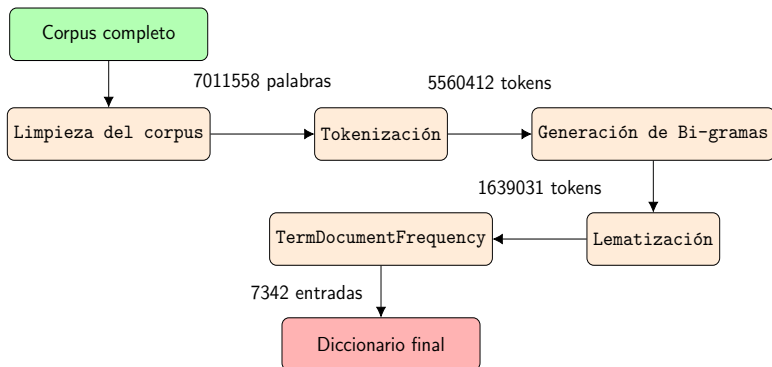 Corpus completo
7011558 palabras
5560412 tokens
Limpieza del corpus
Tokenización
Generación de Bi-gramas
1639031 tokens
TermDocumentFrequency
Lematización
7342 entradas
Diccionario final